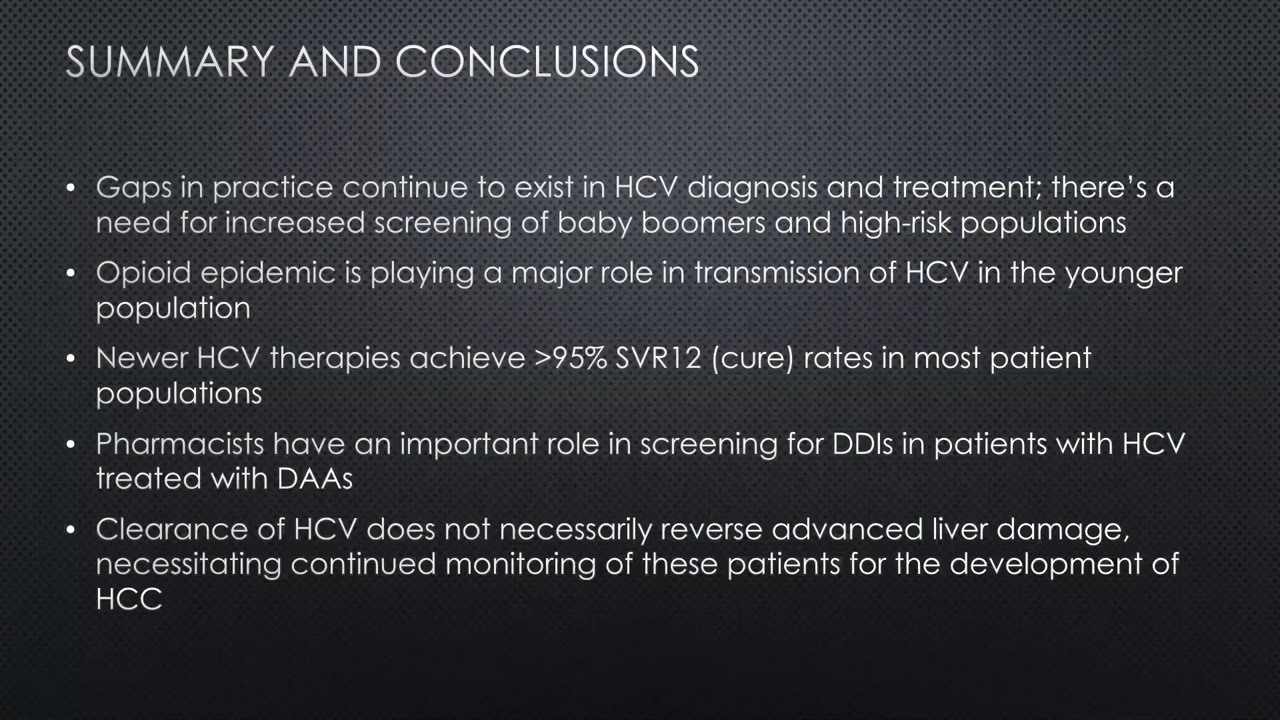 SUMMARY AND CONCLUSIONS
• Gaps in practice continue to exist in HCV diagnosis and treatment; there’s a
need for increased screening of baby boomers and high-risk populations
• Opioid epidemic is playing a major role in transmission of HCV in the younger
population
• Newer HCV therapies achieve >95% SVR12 (cure) rates in most patient
populations
• Pharmacists have an important role in screening for DDIs in patients with HCV
treated with DAAs
• Clearance of HCV does not necessarily reverse advanced liver damage,
necessitating continued monitoring of these patients for the development of
HCC